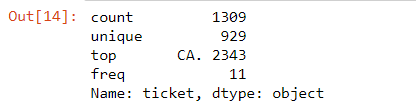 Out[14]: count 1309
unique 929
top CA. 2343
freq 11
Name: ticket, dtype: object